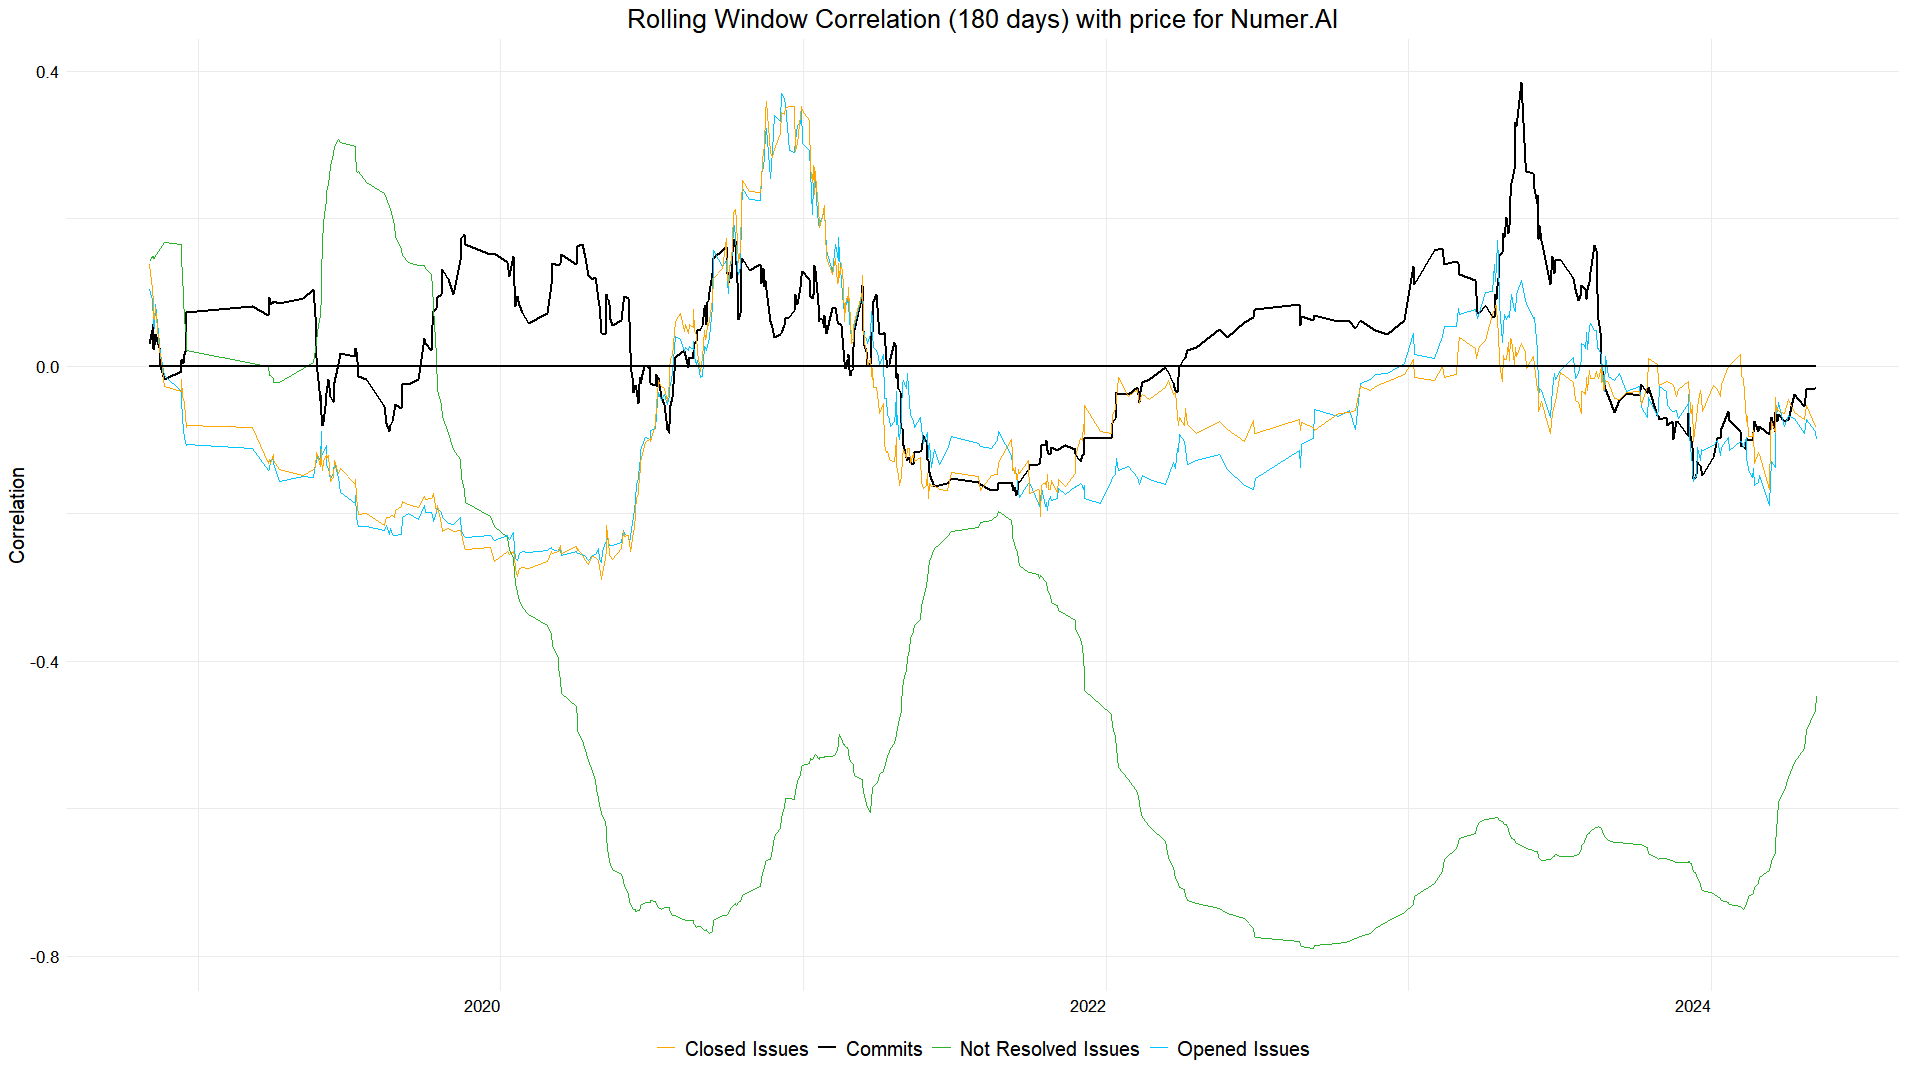 Rolling Window Correlation (180 days) with price for Numer.AI
0.4
0.0
-0.4
-0.8
Correlation
2020 2022 2024
Closed Issues Commits Not Resolved Issues Opened Issues